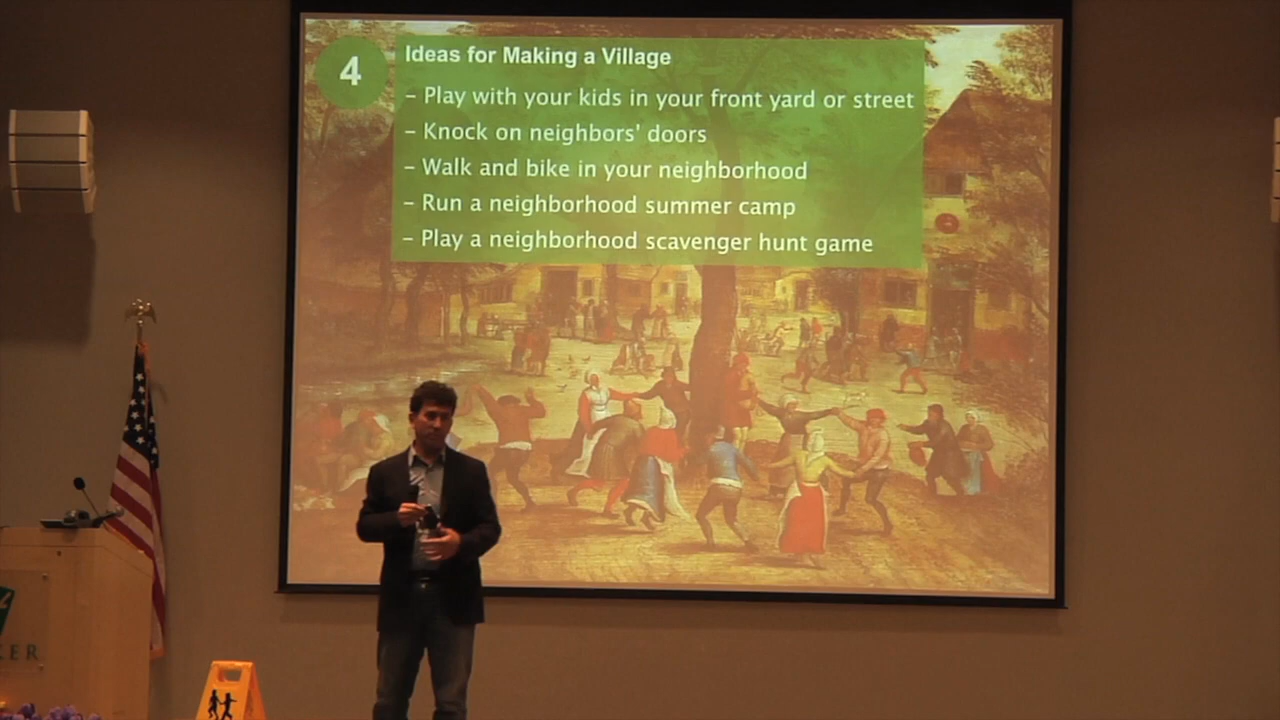 4
Ideas for Making a Village
– Play with your kids in your front yard or street
– Knock on neighbors' doors
– Walk and bike in your neighborhood
– Run a neighborhood summer camp
– Play a neighborhood scavenger hunt game
KER